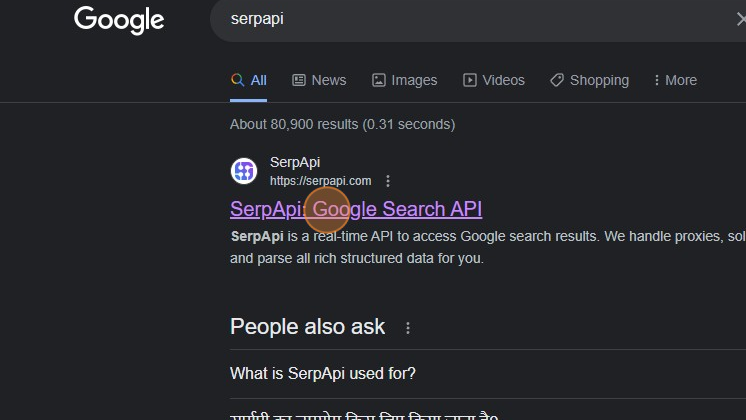 Google
serpapi
All News Images Videos Shopping More
About 80,900 results (0.31 seconds)
SerpApi
https://serpapi.com
SerpApi: Google Search API
SerpApi is a real-time API to access Google search results. We handle proxies, sol
and parse all rich structured data for you.
People also ask
What is SerpApi used for?